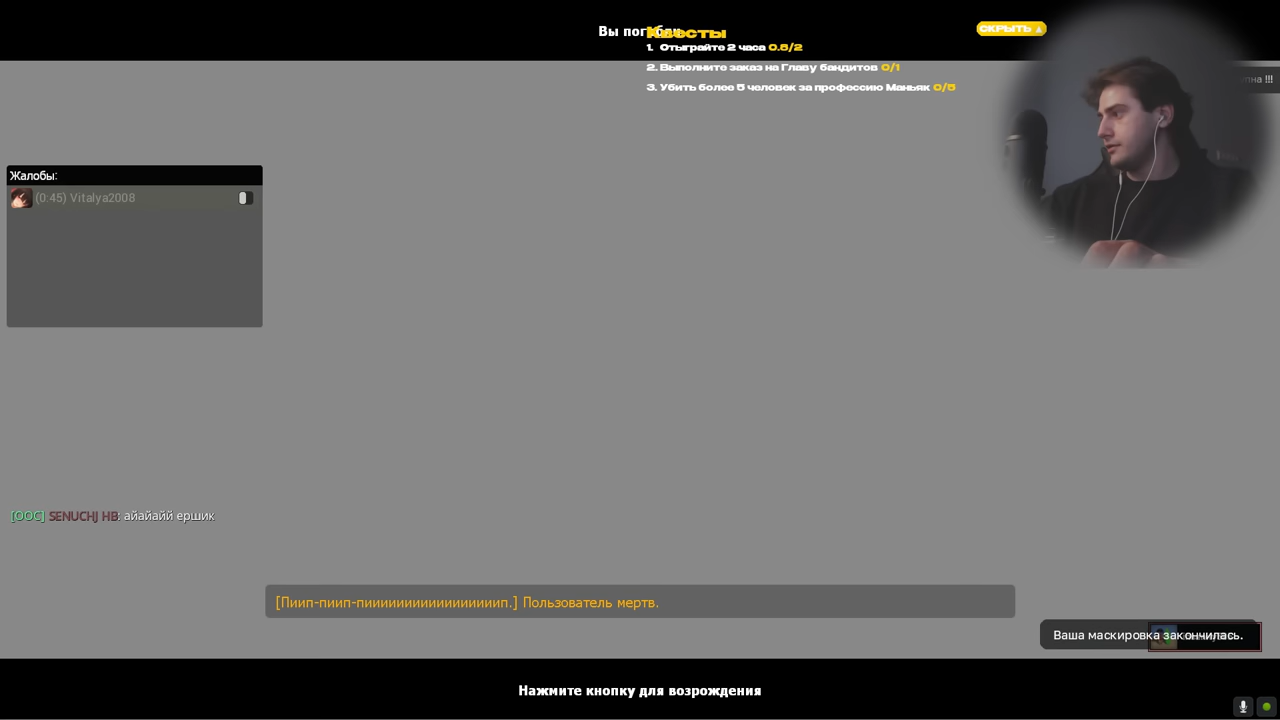 Вы погибли
Квесты
СКРЫТЬ
1. Отыграйте 2 часа 0.5/2
2. Выполните заказ на Главу бандитов 0/1
3. Убить более 5 человек за профессию Маньяк 0/5
!!!
Жалобы:
(0:45) Vitalya2008
[OOC] SENUCHJ HB: айайайй ершик
[Пиип-пиип-пиииииииииииииииииип.] Пользователь мертв.
Ваша маскировка закончилась.
Нажмите кнопку для возрождения